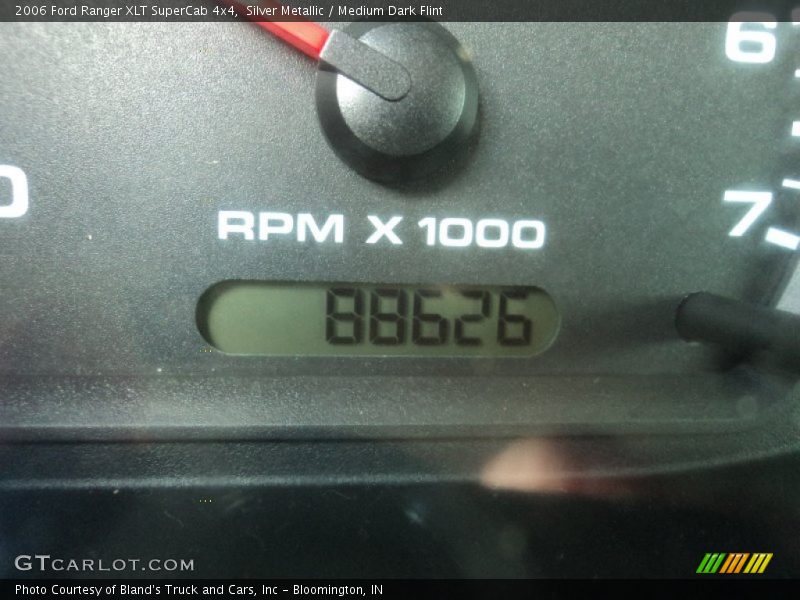 2006 Ford Ranger XLT SuperCab 4x4, Silver Metallic / Medium Dark Flint
6
0
7
RPM X 1000
88626
GTCARLOT.COM
Photo Courtesy of Bland's Truck and Cars, Inc - Bloomington, IN